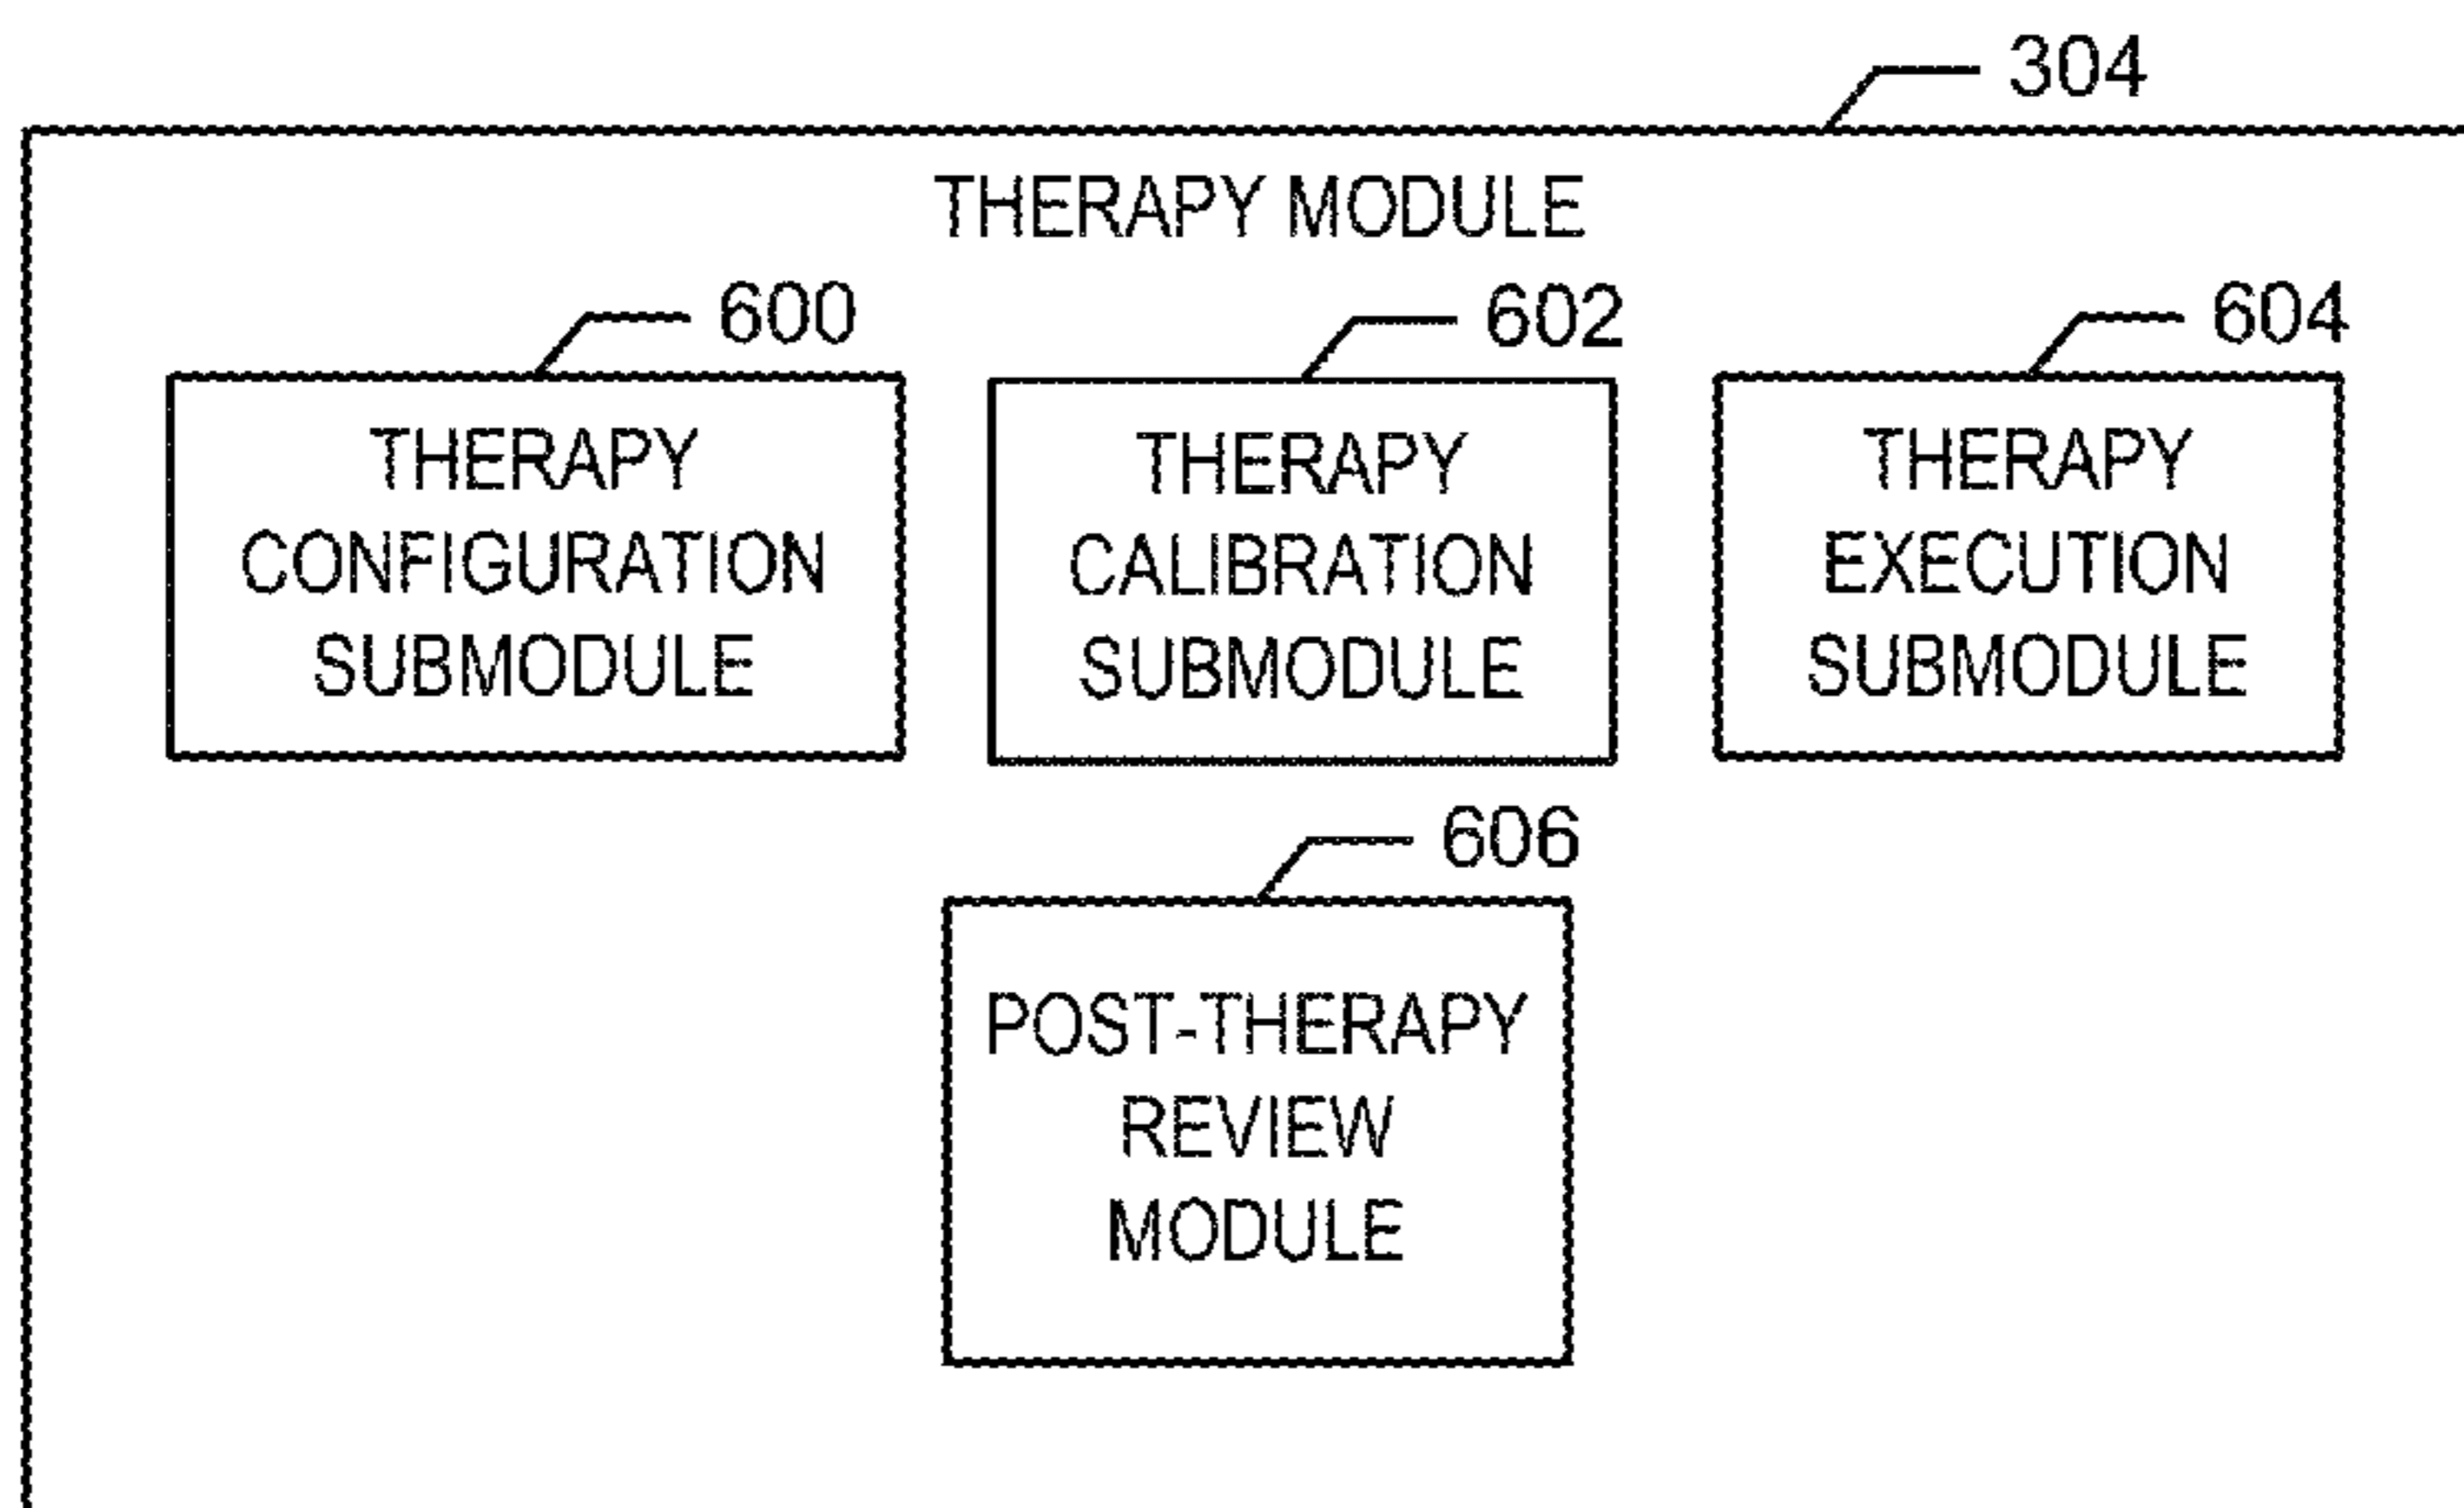 304
THERAPY MODULE
600
THERAPY
CONFIGURATION
SUBMODULE
602
THERAPY
CALIBRATION
SUBMODULE
604
THERAPY
EXECUTION
SUBMODULE
606
POST-THERAPY
REVIEW
MODULE